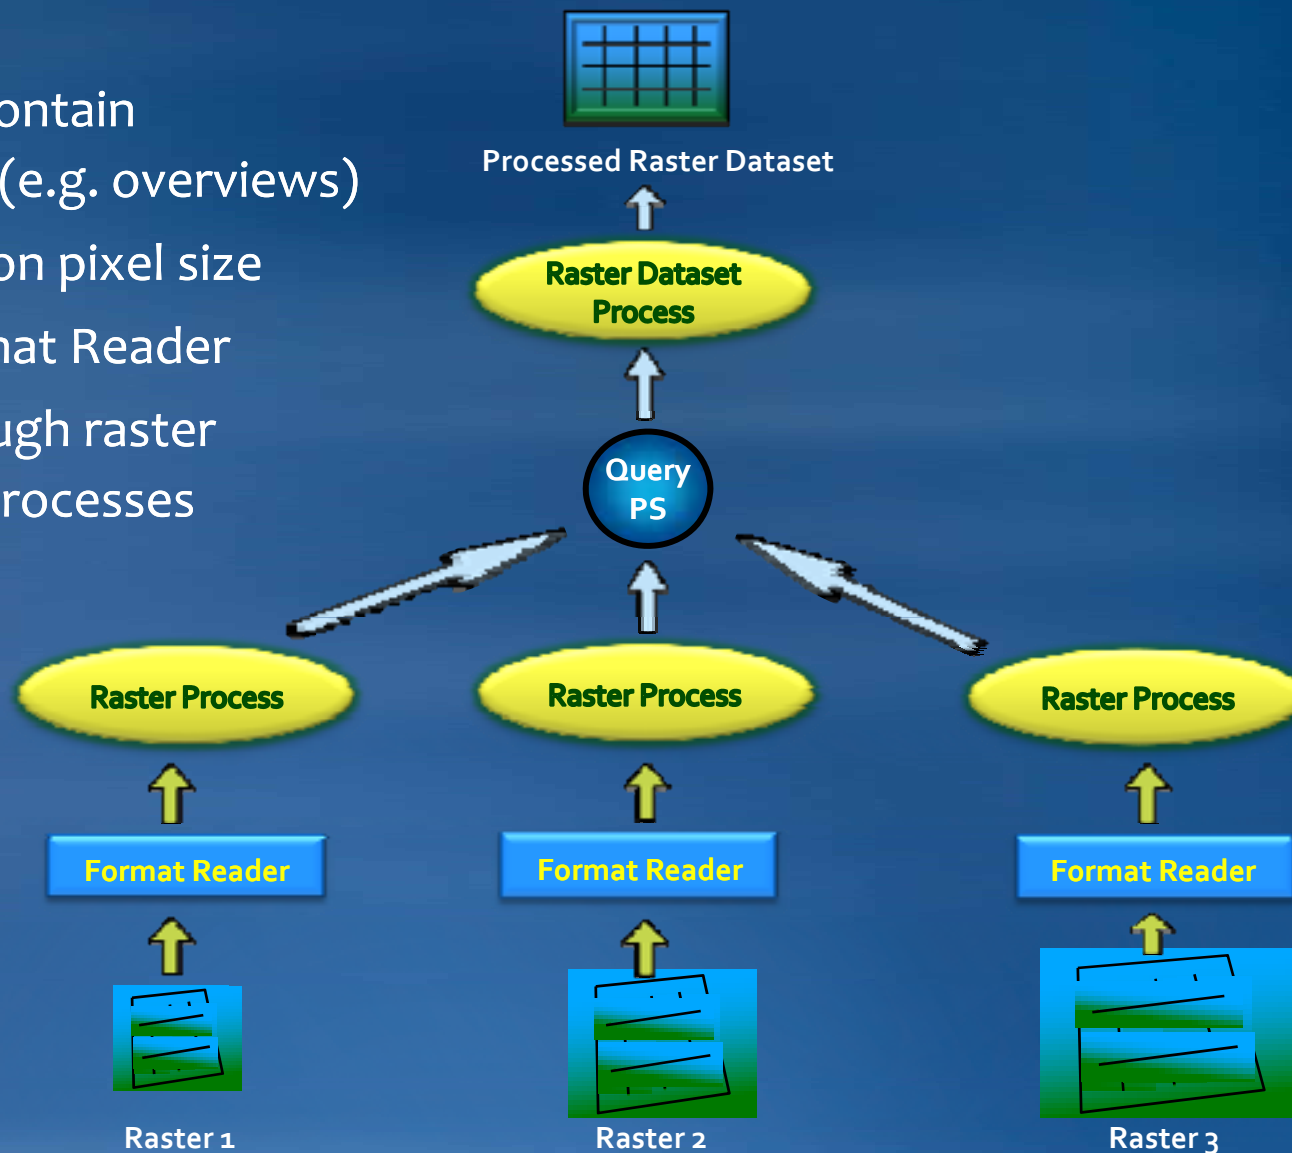 ontain
(e.g. overviews)
on pixel size
nat Reader
ugh raster
rocesses
Processed Raster Dataset
Raster Dataset
Process
Query
PS
Raster Process
Raster Process
Raster Process
Format Reader
Format Reader
Format Reader
Raster 1
Raster 2
Raster 3